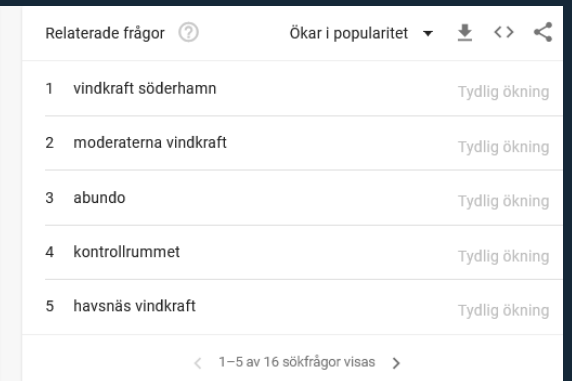 Relaterade frågor ? Ökar i popularitet
1 vindkraft söderhamn Tydlig ökning
2 moderaterna vindkraft Tydlig ökning
3 abundo Tydlig ökning
4 kontrollrummet Tydlig ökning
5 havsnäs vindkraft Tydlig ökning
1–5 av 16 sökfrågor visas